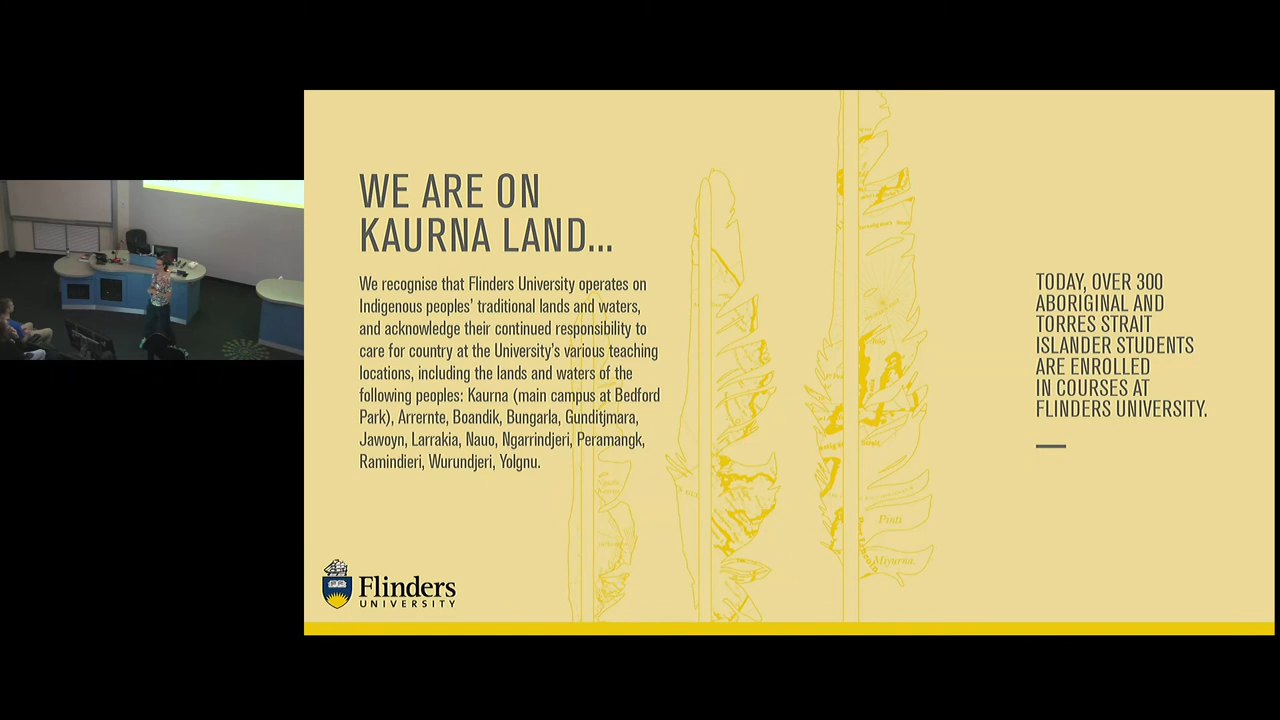 WE ARE ON
KAURNA LAND...
We recognise that Flinders University operates on
Indigenous peoples' traditional lands and waters,
and acknowledge their continued responsibility to
care for country at the University's various teaching
locations, including the lands and waters of the
following peoples: Kaurna (main campus at Bedford
Park), Arrernte, Boandik, Bungarla, Gunditjmara,
Jawoyn, Larrakia, Nauo, Ngarrindjeri, Peramangk,
Ramindieri, Wurundjeri, Yolgnu.
TODAY, OVER 300
ABORIGINAL AND
TORRES STRAIT
ISLANDER STUDENTS
ARE ENROLLED
IN COURSES AT
FLINDERS UNIVERSITY.
Pinti
Miyurna.
Flinders
UNIVERSITY